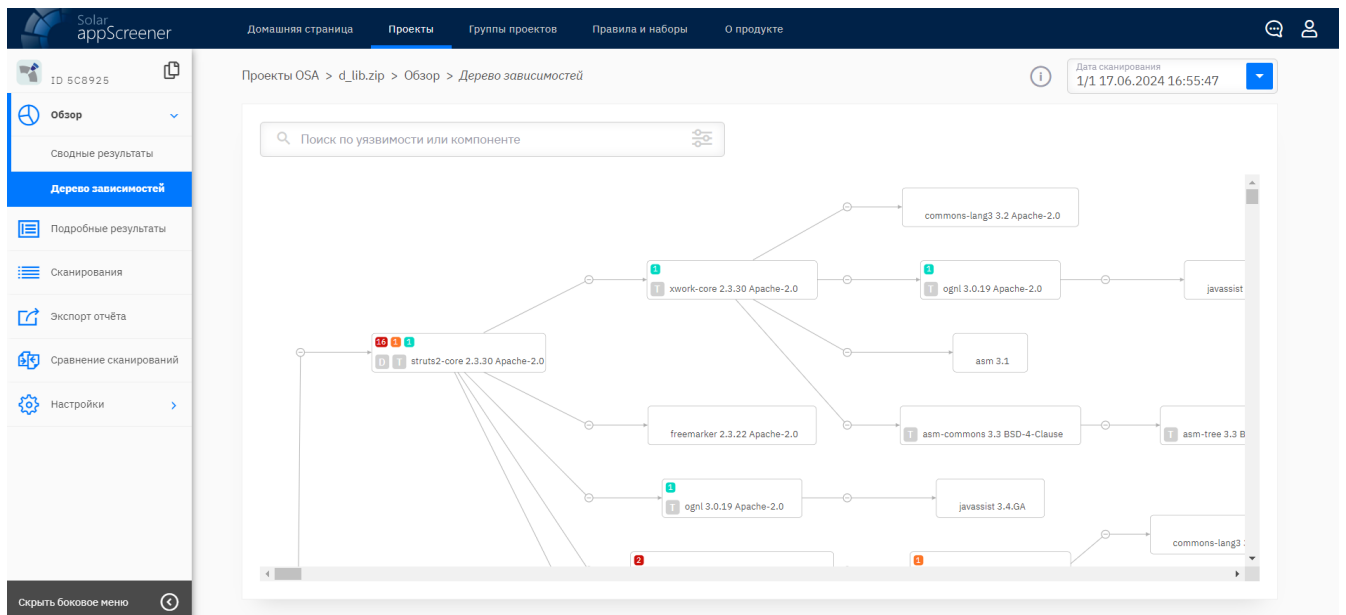 Solar
appScreener
Домашняя страница
Проекты
Группы проектов
Правила и наборы
О продукте
ID 5C8925
Проекты OSA > d_lib.zip > Обзор > Дерево зависимостей
Дата сканирования
1/1 17.06.2024 16:55:47
Обзор
Сводные результаты
Дерево зависимостей
Подробные результаты
Сканирования
Экспорт отчёта
Сравнение сканирований
Настройки
Скрыть боковое меню
Поиск по уязвимости или компоненте
commons-lang3 3.2 Apache-2.0
1
T xwork-core 2.3.30 Apache-2.0
1
T ognl 3.0.19 Apache-2.0
javassist
16 1 1
D T struts2-core 2.3.30 Apache-2.0
asm 3.1
freemarker 2.3.22 Apache-2.0
T asm-commons 3.3 BSD-4-Clause
T asm-tree 3.3 B
1
T ognl 3.0.19 Apache-2.0
javassist 3.4.GA
commons-lang3
2
1